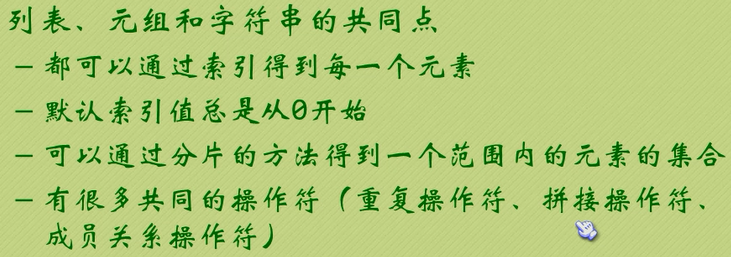 列表、元组和字符串的共同点
– 都可以通过索引得到每一个元素
– 默认索引值总是从0开始
– 可以通过分片的方法得到一个范围内的元素的集合
– 有很多共同的操作符（重复操作符、拼接操作符、
成员关系操作符）